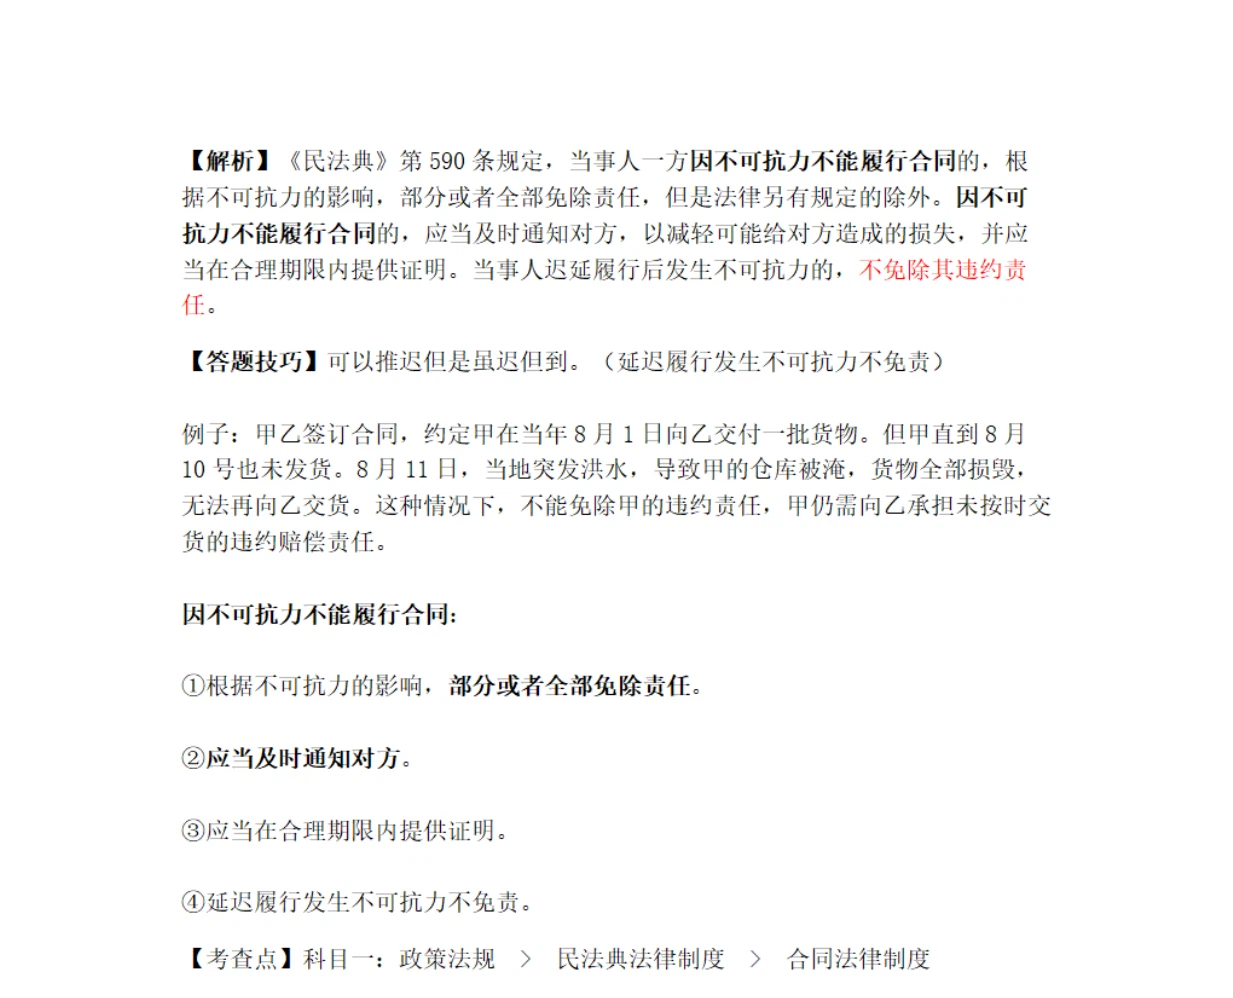 【解析】《民法典》第 590 条规定，当事人一方因不可抗力不能履行合同的，根
据不可抗力的影响，部分或者全部免除责任，但是法律另有规定的除外。因不可
抗力不能履行合同的，应当及时通知对方，以减轻可能给对方造成的损失，并应
当在合理期限内提供证明。当事人迟延履行后发生不可抗力的，不免除其违约责
任。
【答题技巧】可以推迟但是虽迟但到。（延迟履行发生不可抗力不免责）
例子：甲乙签订合同，约定甲在当年 8 月 1 日向乙交付一批货物。但甲直到 8 月
10 号也未发货。8 月 11 日，当地突发洪水，导致甲的仓库被淹，货物全部损毁，
无法再向乙交货。这种情况下，不能免除甲的违约责任，甲仍需向乙承担未按时交
货的违约赔偿责任。
因不可抗力不能履行合同：
①根据不可抗力的影响，部分或者全部免除责任。
②应当及时通知对方。
③应当在合理期限内提供证明。
④延迟履行发生不可抗力不免责。
【考查点】科目一：政策法规 > 民法典法律制度 > 合同法律制度